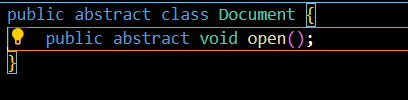 public abstract class Document {
    public abstract void open();
}